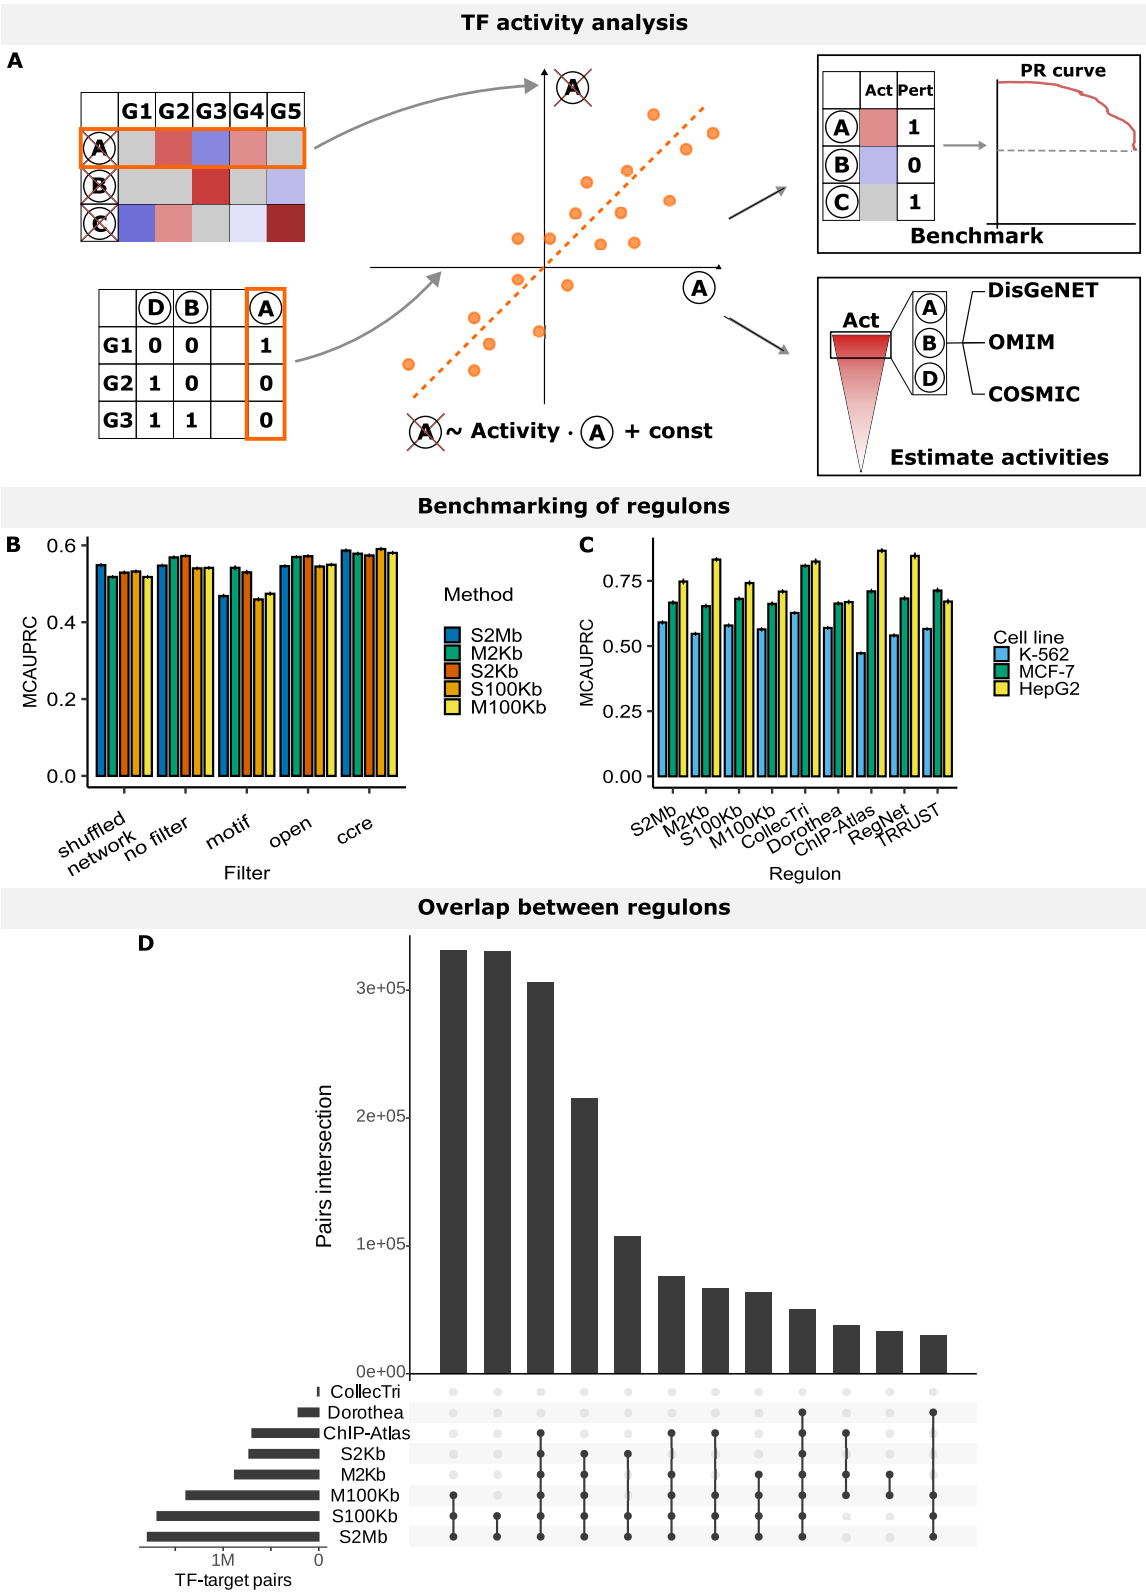 TF activity analysis
A
G1 G2 G3 G4 G5
A
B
C
D B A
G1 0 0 1
G2 1 0 0
G3 1 1 0
A
A
A ~ Activity · A + const
Act Pert
A 1
B 0
C 1
PR curve
Benchmark
Act
A
B
D
DisGeNET
OMIM
COSMIC
Estimate activities
Benchmarking of regulons
B
MCAUPRC
0.6
0.4
0.2
0.0
shuffled
network
no filter
motif
open
ccre
Filter
Method
S2Mb
M2Kb
S2Kb
S100Kb
M100Kb
C
MCAUPRC
0.75
0.50
0.25
0.00
S2Mb
M2Kb
S100Kb
M100Kb
CollecTri
Dorothea
ChIP-Atlas
RegNet
TRRUST
Regulon
Cell line
K-562
MCF-7
HepG2
Overlap between regulons
D
Pairs intersection
3e+05
2e+05
1e+05
0e+00
CollecTri
Dorothea
ChIP-Atlas
S2Kb
M2Kb
M100Kb
S100Kb
S2Mb
1M 0
TF-target pairs